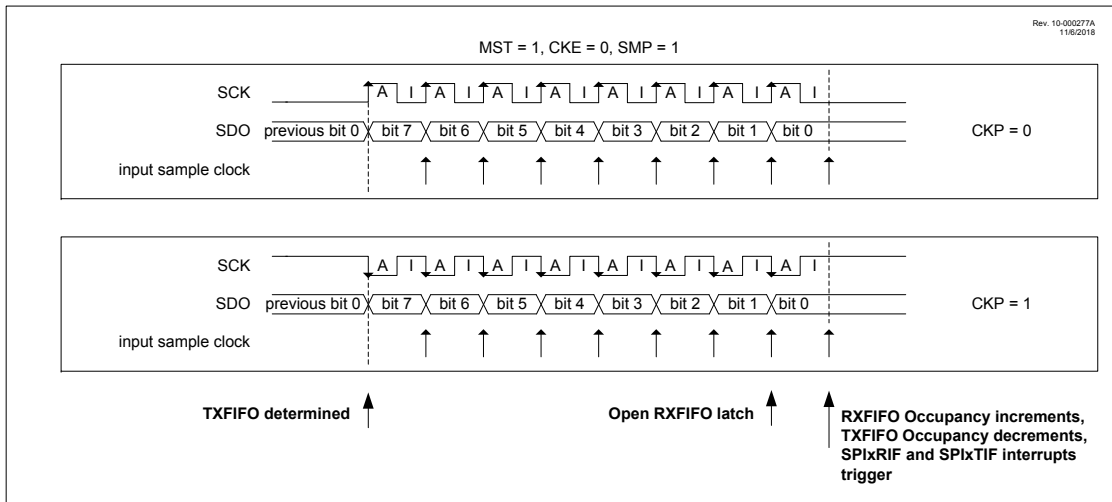 Rev. 10-000277A
11/6/2018
MST = 1, CKE = 0, SMP = 1
SCK A I A I A I A I A I A I A I A I
SDO previous bit 0 bit 7 bit 6 bit 5 bit 4 bit 3 bit 2 bit 1 bit 0 CKP = 0
input sample clock
SCK A I A I A I A I A I A I A I A I
SDO previous bit 0 bit 7 bit 6 bit 5 bit 4 bit 3 bit 2 bit 1 bit 0 CKP = 1
input sample clock
TXFIFO determined
Open RXFIFO latch
RXFIFO Occupancy increments,
TXFIFO Occupancy decrements,
SPIxRIF and SPIxTIF interrupts
trigger